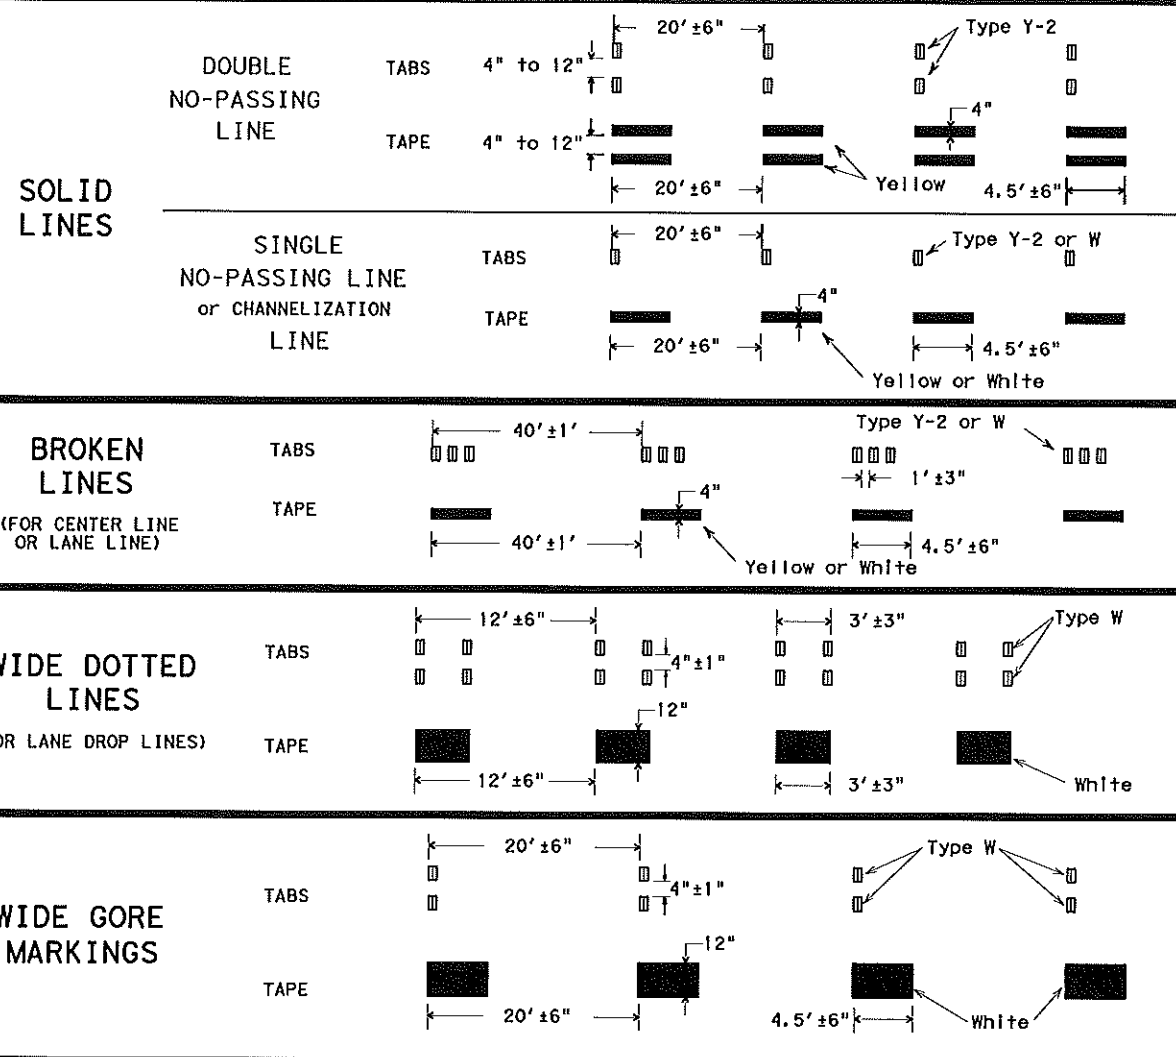 SOLID
LINES
DOUBLE
NO-PASSING
LINE
TABS
4" to 12"
20'±6"
Type Y-2
TAPE
4" to 12"
4"
20'±6"
Yellow
4.5'±6"
SINGLE
NO-PASSING LINE
or CHANNELIZATION
LINE
TABS
20'±6"
Type Y-2 or W
TAPE
4"
20'±6"
4.5'±6"
Yellow or White
BROKEN
LINES
(FOR CENTER LINE
OR LANE LINE)
TABS
40'±1'
Type Y-2 or W
1'±3"
TAPE
4"
40'±1'
4.5'±6"
Yellow or White
WIDE DOTTED
LINES
OR LANE DROP LINES)
TABS
12'±6"
3'±3"
Type W
4"±1"
TAPE
12"
12'±6"
3'±3"
White
WIDE GORE
MARKINGS
TABS
20'±6"
Type W
4"±1"
TAPE
12"
20'±6"
4.5'±6"
White